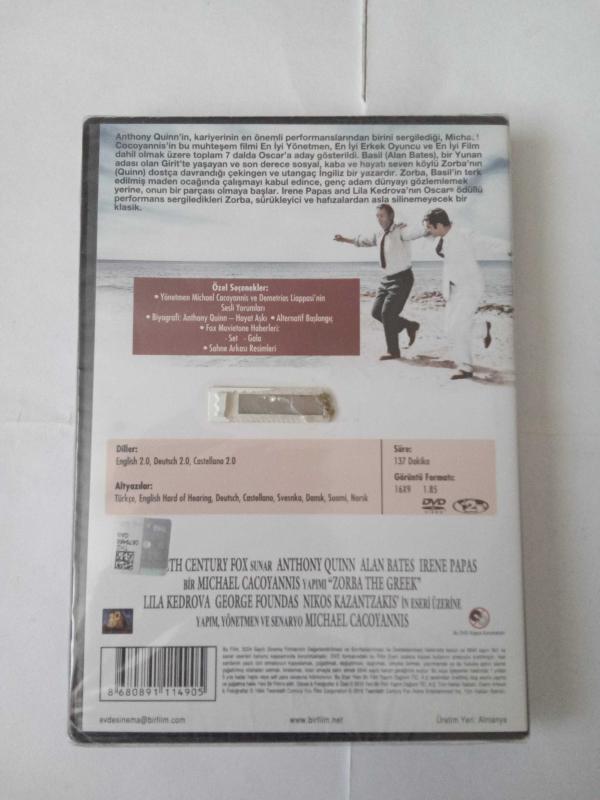 Anthony Quinn'in, kariyerinin en önemli performanslarından birini sergilediği, Michael
Cocoyannis'in bu muhteşem filmi En İyi Yönetmen, En İyi Erkek Oyuncu ve En İyi Film
dahil olmak üzere toplam 7 dalda Oscar'a aday gösterildi. Basil (Alan Bates), bir Yunan
adası olan Girit'te yaşayan ve son derece sosyal, kaba ve hayatı seven köylü Zorba'nın
(Quinn) dostça davrandığı çekingen ve utangaç İngiliz bir yazardır. Zorba, Basil'in terk
edilmiş maden ocağında çalışmayı kabul edince, genç adam dünyayı gözlemlemek
yerine, onun bir parçası olmaya başlar. Irene Papas and Lila Kedrova'nın Oscar® ödüllü
performans sergiledikleri Zorba, sürükleyici ve hafızalardan asla silinemeyecek bir
klasik.
Özel Seçenekler:
• Yönetmen Michael Cacoyannis ve Demetrios Liappasi'nin
Sesli Yorumları
• Biyografi: Anthony Quinn – Hayat Aşkı • Alternatif Başlangıç
• Fox Movietone Haberleri:
-Set -Gala
• Sahne Arkası Resimleri
Diller:
English 2.0, Deutsch 2.0, Castellano 2.0
Altyazılar:
Türkçe, English Hard of Hearing, Deutsch, Castellano, Svenska, Dansk, Suomi, Norsk
Süre:
137 Dakika
Görüntü Formatı:
16X9 1.85
DVD
VIDEO
TH CENTURY FOX SUNAR ANTHONY QUINN ALAN BATES IRENE PAPAS
BİR MICHAEL CACOYANNIS YAPIMI "ZORBA THE GREEK"
LILA KEDROVA GEORGE FOUNDAS NIKOS KAZANTZAKIS' İN ESERİ ÜZERİNE
YAPIM, YÖNETMEN VE SENARYO MICHAEL CACOYANNIS
8 680891 114905
evdesinema@birfilm.com
www.birfilm.net
Üretim Yeri: Almanya